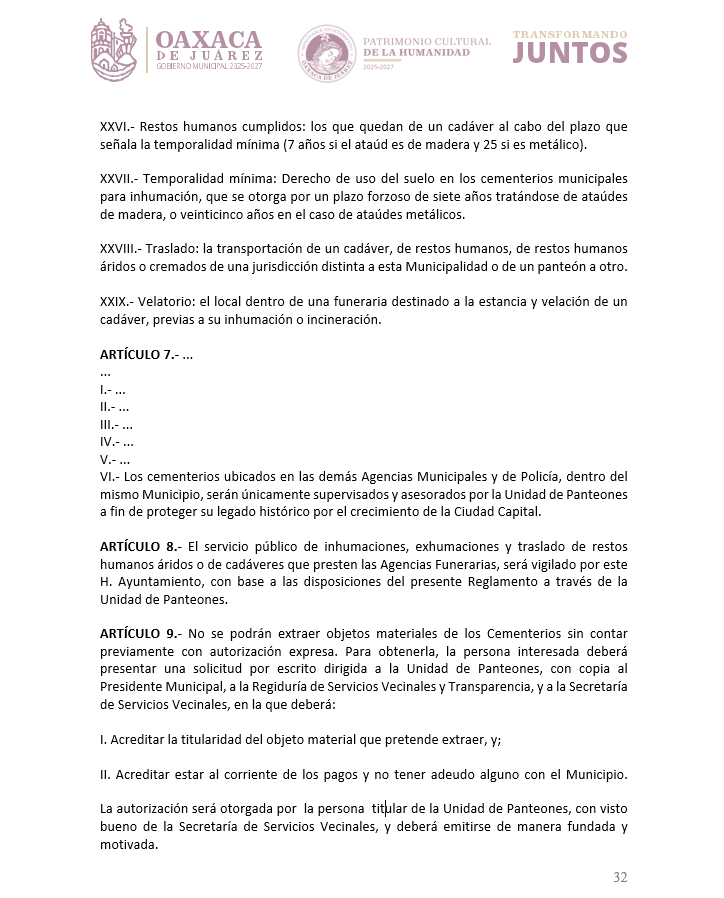 OAXACA
DE JUÁREZ
GOBIERNO MUNICIPAL 2025-2027
PATRIMONIO CULTURAL
DE LA HUMANIDAD
2025-2027
TRANSFORMANDO
JUNTOS
XXVI.- Restos humanos cumplidos: los que quedan de un cadáver al cabo del plazo que
señala la temporalidad mínima (7 años si el ataúd es de madera y 25 si es metálico).
XXVII.- Temporalidad mínima: Derecho de uso del suelo en los cementerios municipales
para inhumación, que se otorga por un plazo forzoso de siete años tratándose de ataúdes
de madera, o veinticinco años en el caso de ataúdes metálicos.
XXVIII.- Traslado: la transportación de un cadáver, de restos humanos, de restos humanos
áridos o cremados de una jurisdicción distinta a esta Municipalidad o de un panteón a otro.
XXIX.- Velatorio: el local dentro de una funeraria destinado a la estancia y velación de un
cadáver, previas a su inhumación o incineración.
ARTÍCULO 7.- ...
...
I.- ...
II.- ...
III.- ...
IV.- ...
V.- ...
VI.- Los cementerios ubicados en las demás Agencias Municipales y de Policía, dentro del
mismo Municipio, serán únicamente supervisados y asesorados por la Unidad de Panteones
a fin de proteger su legado histórico por el crecimiento de la Ciudad Capital.
ARTÍCULO 8.- El servicio público de inhumaciones, exhumaciones y traslado de restos
humanos áridos o de cadáveres que presten las Agencias Funerarias, será vigilado por este
H. Ayuntamiento, con base a las disposiciones del presente Reglamento a través de la
Unidad de Panteones.
ARTÍCULO 9.- No se podrán extraer objetos materiales de los Cementerios sin contar
previamente con autorización expresa. Para obtenerla, la persona interesada deberá
presentar una solicitud por escrito dirigida a la Unidad de Panteones, con copia al
Presidente Municipal, a la Regiduría de Servicios Vecinales y Transparencia, y a la Secretaría
de Servicios Vecinales, en la que deberá:
I. Acreditar la titularidad del objeto material que pretende extraer, y;
II. Acreditar estar al corriente de los pagos y no tener adeudo alguno con el Municipio.
La autorización será otorgada por  la persona  titular de la Unidad de Panteones, con visto
bueno de la Secretaría de Servicios Vecinales, y deberá emitirse de manera fundada y
motivada.
32